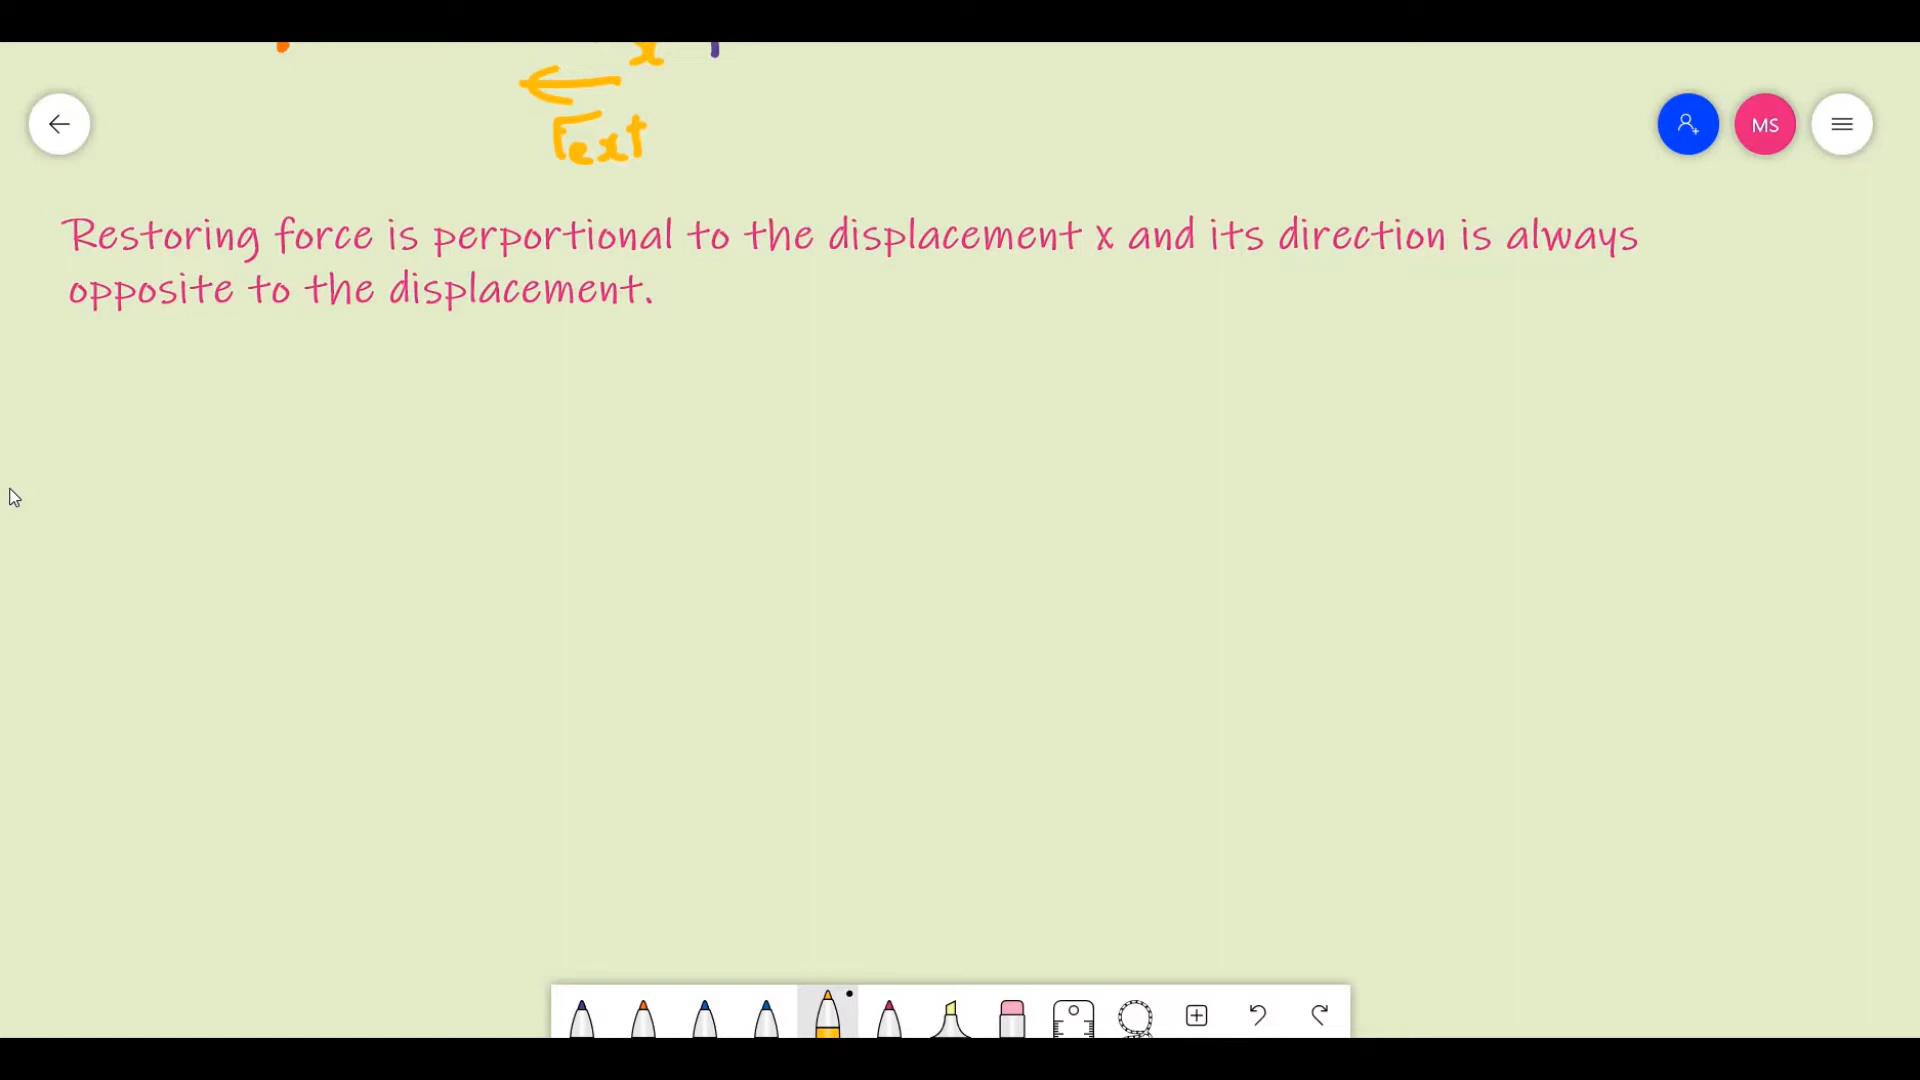 x
Fext
MS
Restoring force is perportional to the displacement x and its direction is always
opposite to the displacement.